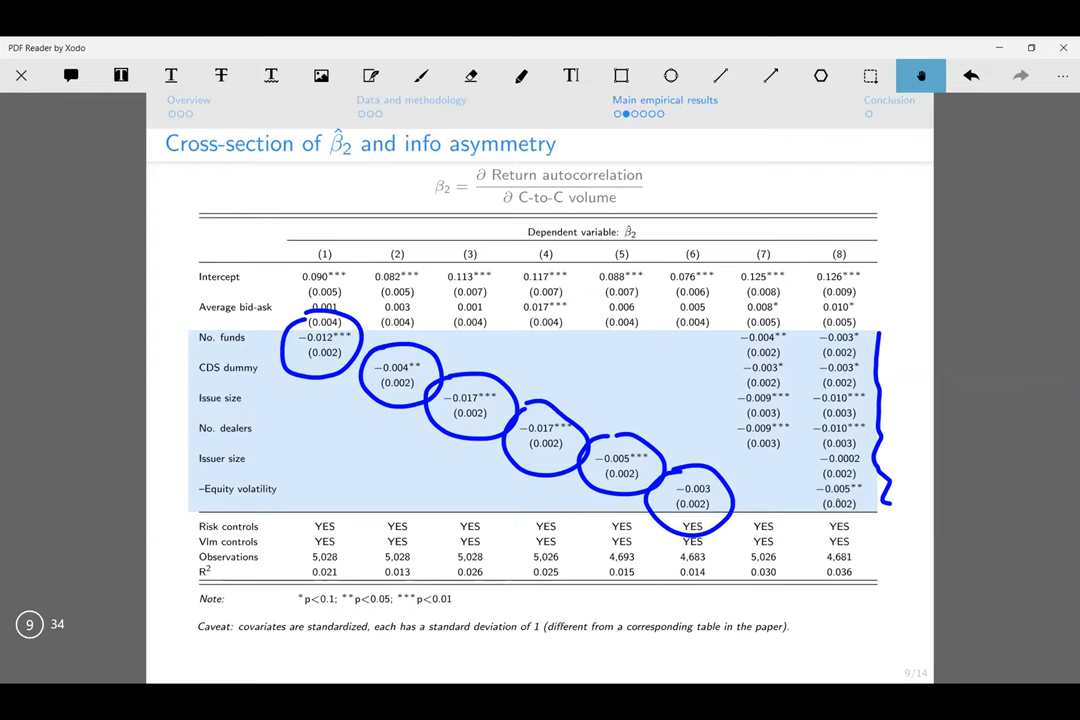 PDF Reader by Xodo
Overview Data and methodology Main empirical results Conclusion
Cross-section of β̂₂ and info asymmetry
β₂ = ∂ Return autocorrelation / ∂ C-to-C volume
Dependent variable: β̂₂
(1) (2) (3) (4) (5) (6) (7) (8)
Intercept 0.090*** 0.082*** 0.113*** 0.117*** 0.088*** 0.076*** 0.125*** 0.126***
(0.005) (0.005) (0.007) (0.007) (0.007) (0.006) (0.008) (0.009)
Average bid-ask 0.001 0.003 0.001 0.017*** 0.006 0.005 0.008* 0.010*
(0.004) (0.004) (0.004) (0.004) (0.004) (0.004) (0.005) (0.005)
No. funds −0.012*** −0.004** −0.003*
(0.002) (0.002) (0.002)
CDS dummy −0.004** −0.003* −0.003*
(0.002) (0.002) (0.002)
Issue size −0.017*** −0.009*** −0.010***
(0.002) (0.003) (0.003)
No. dealers −0.017*** −0.009*** −0.010***
(0.002) (0.003) (0.003)
Issuer size −0.005*** −0.0002
(0.002) (0.002)
–Equity volatility −0.003 −0.005**
(0.002) (0.002)
Risk controls YES YES YES YES YES YES YES YES
Vlm controls YES YES YES YES YES YES YES YES
Observations 5,028 5,028 5,028 5,026 4,693 4,683 5,026 4,681
R² 0.021 0.013 0.026 0.025 0.015 0.014 0.030 0.036
Note: *p<0.1; **p<0.05; ***p<0.01
9 34
Caveat: covariates are standardized, each has a standard deviation of 1 (different from a corresponding table in the paper).
9/14